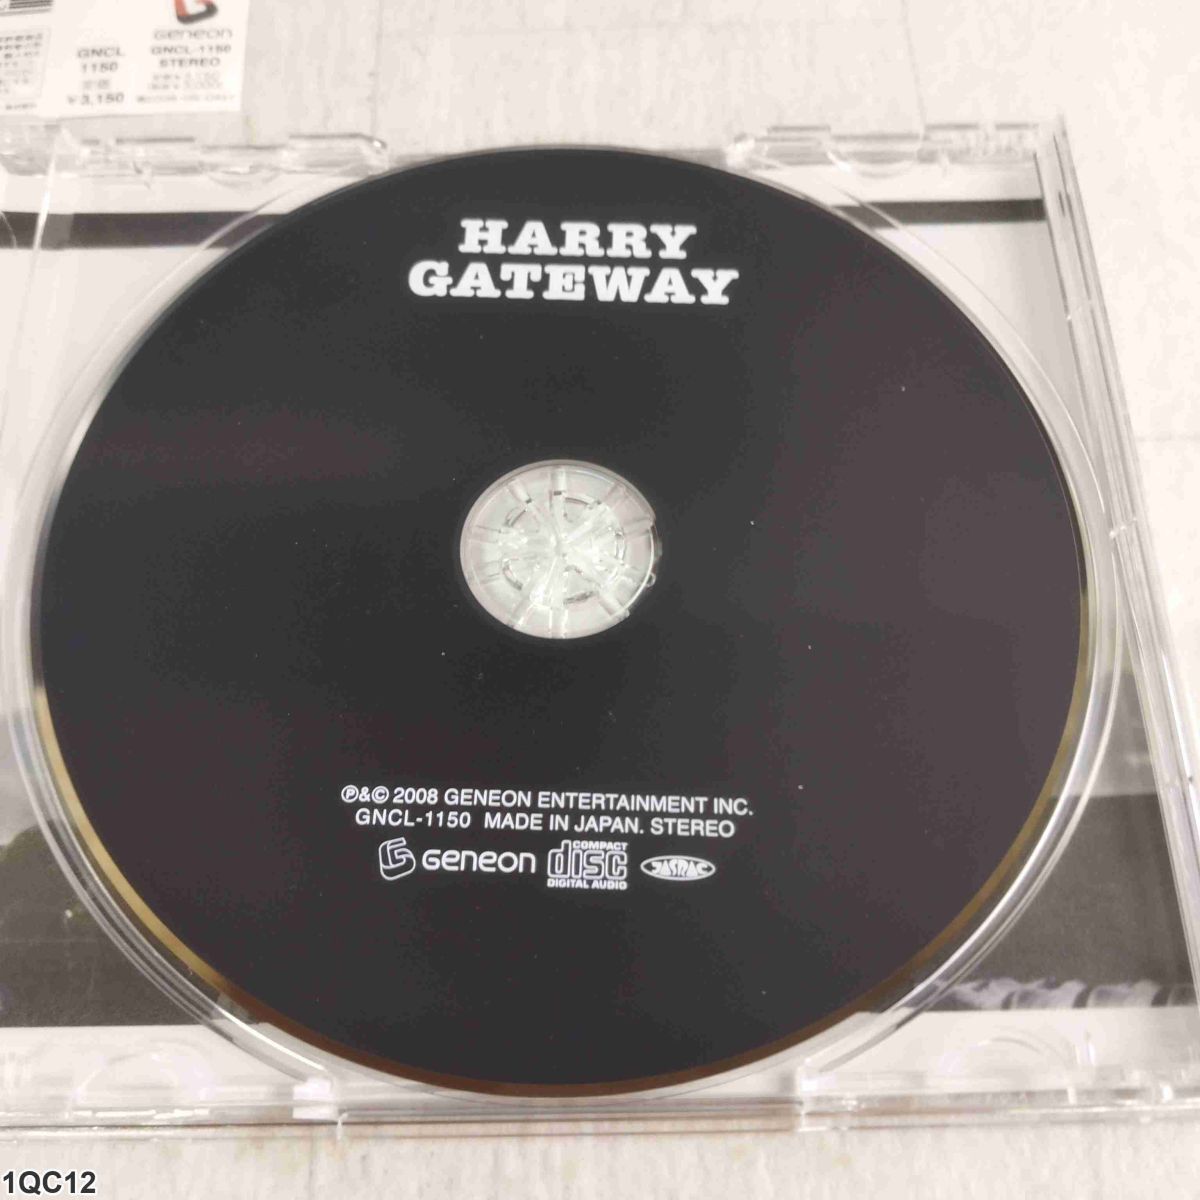 GNCL
1150
¥3,150
Geneon
GNCL-1150
STEREO
HARRY
GATEWAY
℗&© 2008 GENEON ENTERTAINMENT INC.
GNCL-1150 MADE IN JAPAN. STEREO
Geneon
COMPACT
disc
DIGITAL AUDIO
JASRAC
1QC12